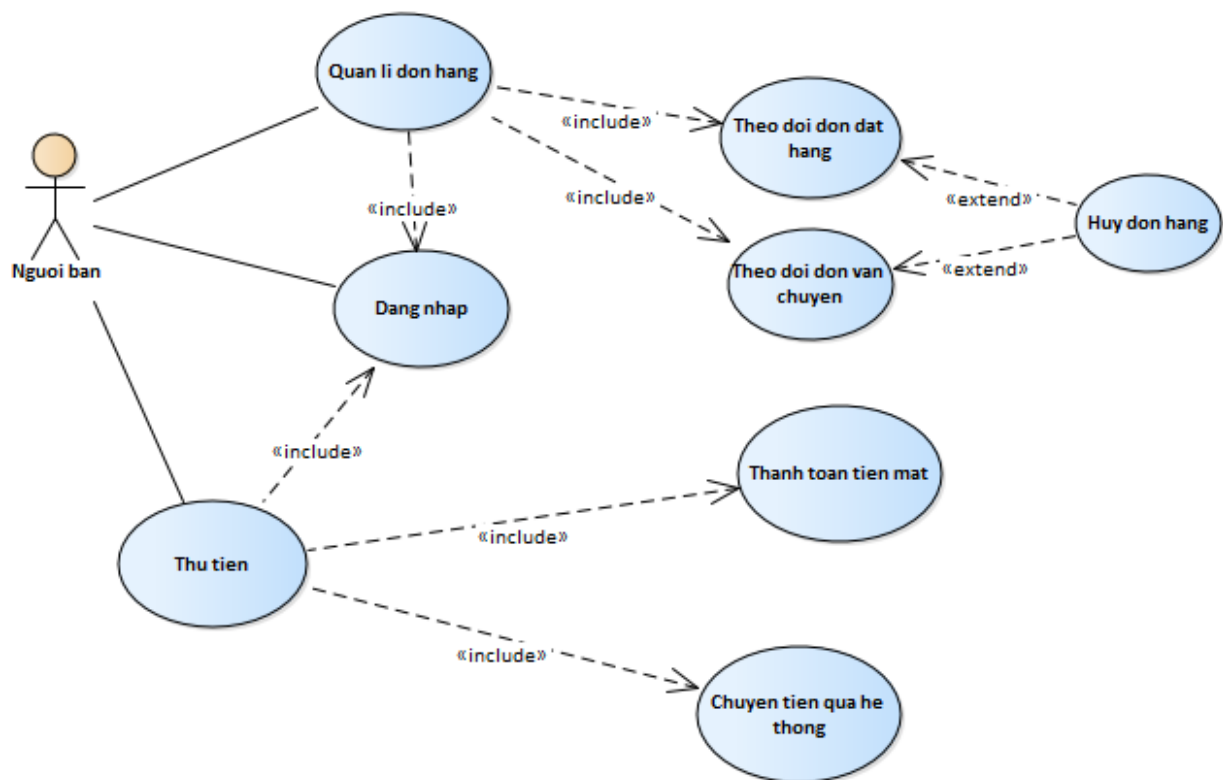 Quan li don hang
«include»
Theo doi don dat
hang
«include»
«include»
«extend»
Huy don hang
Nguoi ban
Dang nhap
Theo doi don van
chuyen
«extend»
«include»
Thanh toan tien mat
«include»
Thu tien
«include»
Chuyen tien qua he
thong